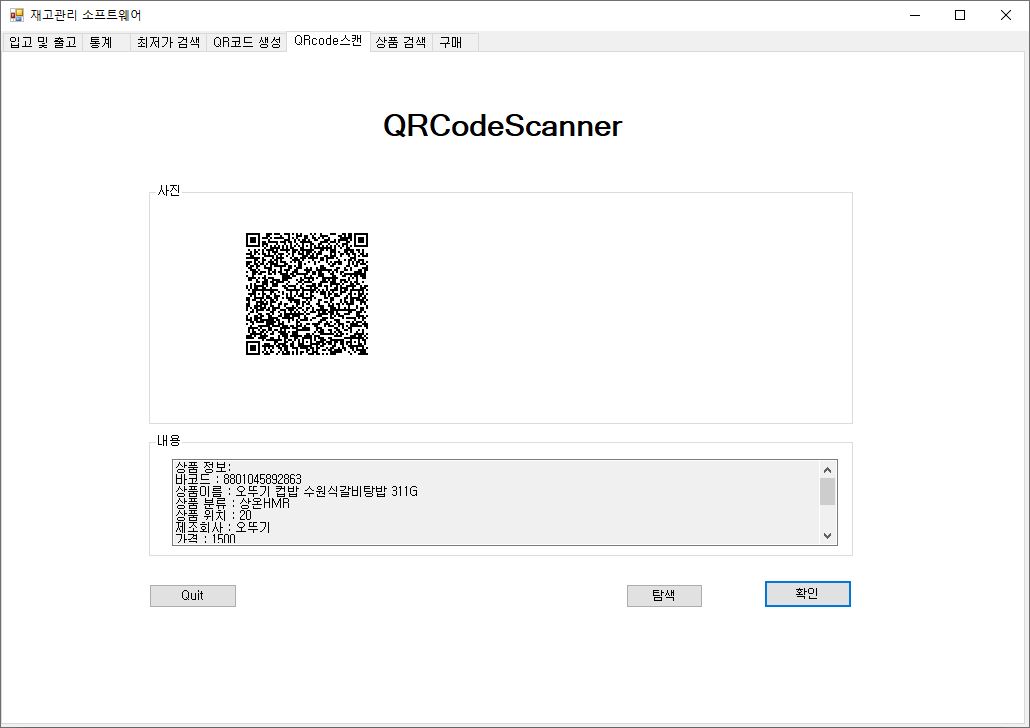 재고관리 소프트웨어
입고 및 출고 통계 최저가 검색 QR코드 생성 QRcode스캔 상품 검색 구매
QRCodeScanner
사진
내용
상품 정보:
바코드 : 8801045892863
상품이름 : 오뚜기 컵밥 수원식갈비탕밥 311G
상품 분류 : 상온HMR
상품 위치 : 20
제조회사 : 오뚜기
가격 : 1500
Quit 탐색 확인